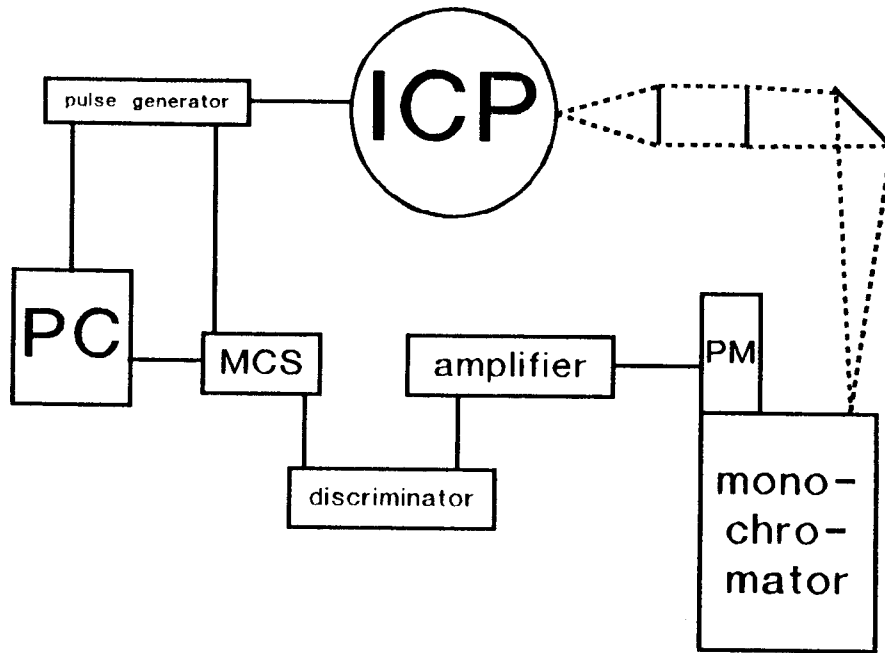 ICP
pulse generator
PC
MCS
amplifier
PM
discriminator
mono-
chro-
mator